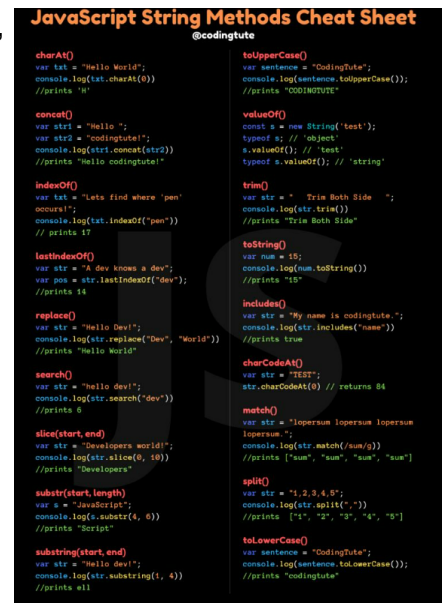 JavaScript String Methods Cheat Sheet
@codingtute
charAt()
var txt = "Hello World";
console.log(txt.charAt(0))
//prints 'H'
concat()
var str1 = "Hello ";
var str2 = "codingtute!";
console.log(str1.concat(str2))
//prints "Hello codingtute!"
indexOf()
var txt = "Lets find where 'pen'
occurs!";
console.log(txt.indexOf("pen"))
// prints 17
lastIndexOf()
var str = "A dev knows a dev";
var pos = str.lastIndexOf("dev");
//prints 14
replace()
var str = "Hello Dev!";
console.log(str.replace("Dev", "World"))
//prints "Hello World"
search()
var str = "hello dev!";
console.log(str.search("dev"))
//prints 6
slice(start, end)
var str = "Developers world!";
console.log(str.slice(0, 10))
//prints "Developers"
substr(start, length)
var s = "JavaScript";
console.log(s.substr(4, 6))
//prints "Script"
substring(start, end)
var str = "Hello dev!";
console.log(str.substring(1, 4))
//prints ell
toUpperCase()
var sentence = "CodingTute";
console.log(sentence.toUpperCase());
//prints "CODINGTUTE"
valueOf()
const s = new String('test');
typeof s; // 'object'
s.valueOf(); // 'test'
typeof s.valueOf(); // 'string'
trim()
var str = "   Trim Both Side   ";
console.log(str.trim())
//prints "Trim Both Side"
toString()
var num = 15;
console.log(num.toString())
//prints "15"
includes()
var str = "My name is codingtute.";
console.log(str.includes("name"))
//prints true
charCodeAt()
var str = "TEST";
str.charCodeAt(0) // returns 84
match()
var str = "lopersum lopersum lopersum
lopersum.";
console.log(str.match(/sum/g))
//prints ["sum", "sum", "sum", "sum"]
split()
var str = "1,2,3,4,5";
console.log(str.split(","))
//prints  ["1", "2", "3", "4", "5"]
toLowerCase()
var sentence = "CodingTute";
console.log(sentence.toLowerCase());
//prints "codingtute"
JS